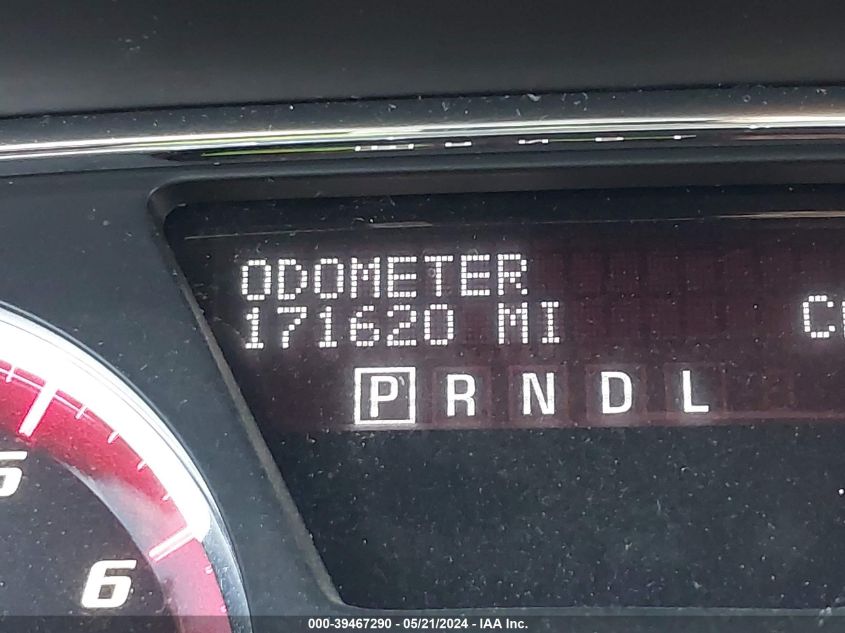 ODOMETER
171620 MI
P R N D L
5
6
000-39467290 - 05/21/2024 - IAA Inc.